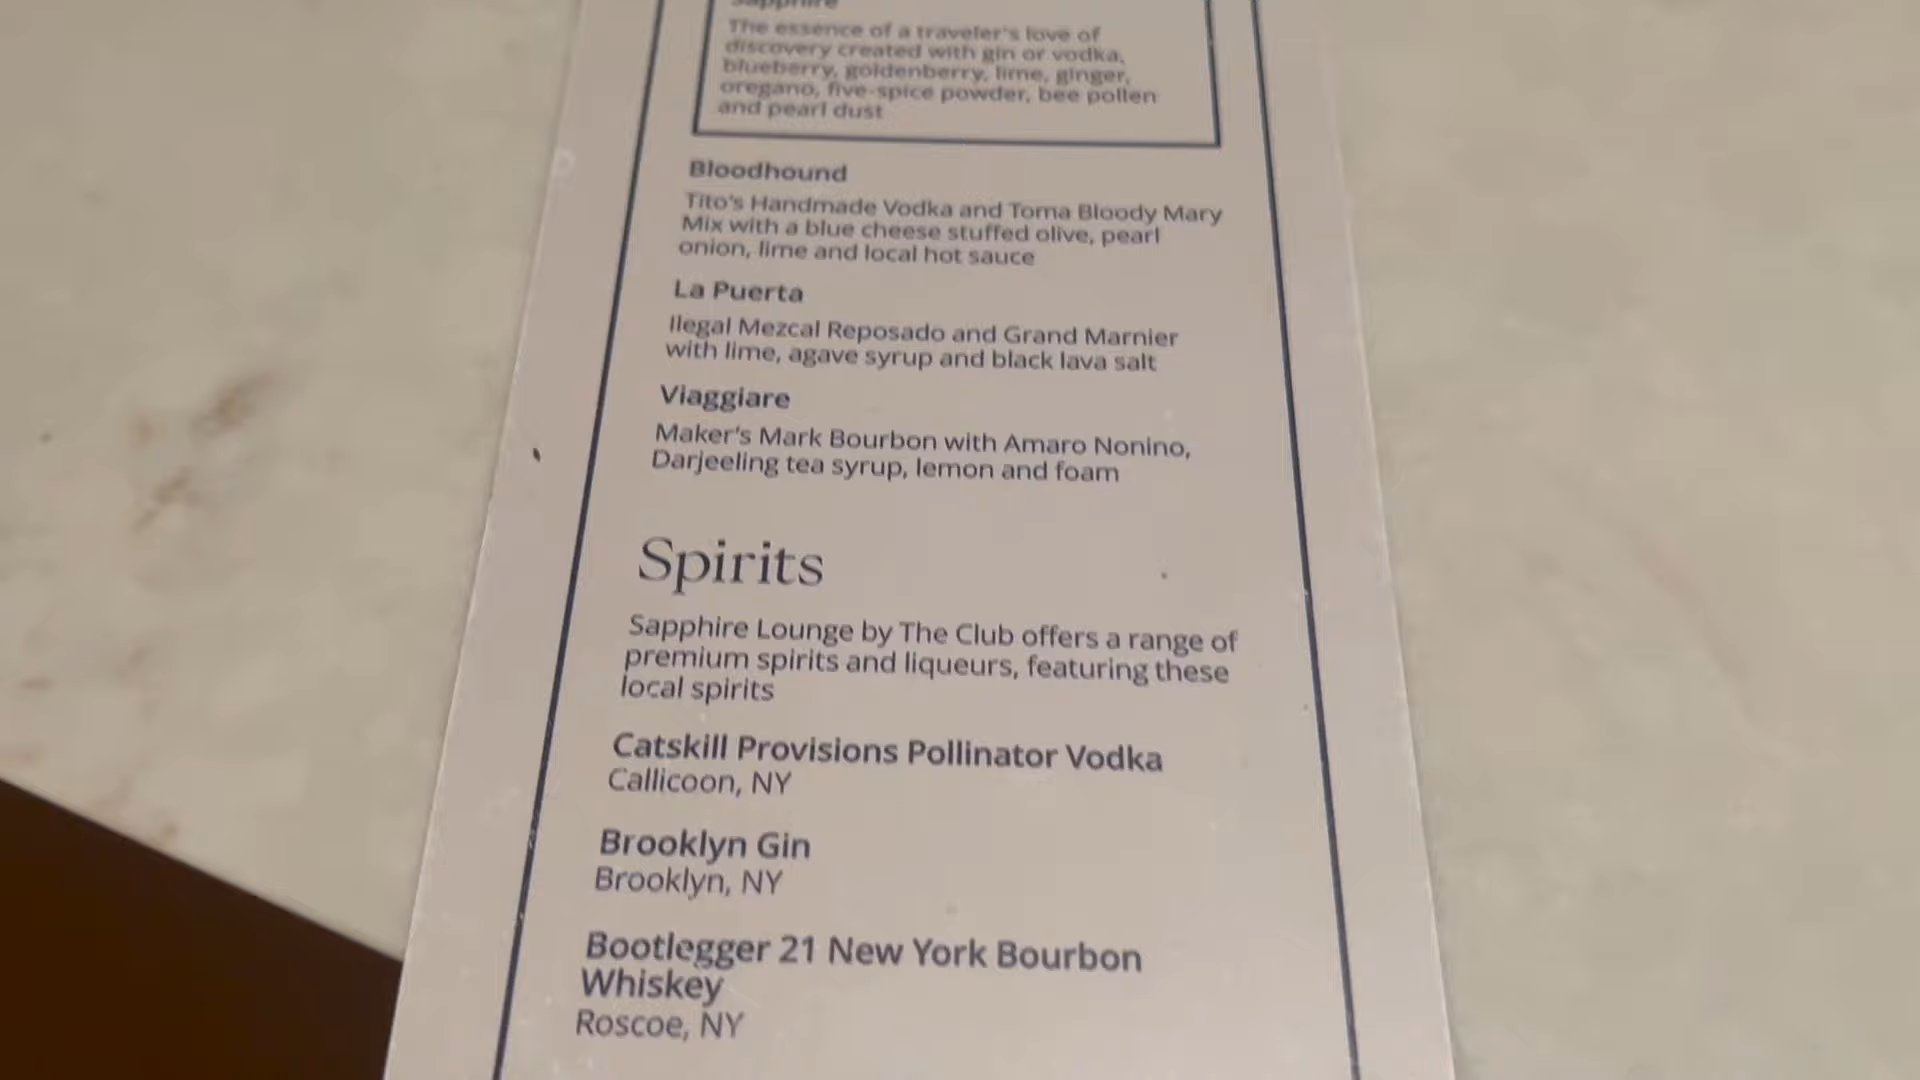 Sapphire
The essence of a traveler's love of
discovery created with gin or vodka,
blueberry, goldenberry, lime, ginger,
oregano, five-spice powder, bee pollen
and pearl dust
Bloodhound
Tito's Handmade Vodka and Toma Bloody Mary
Mix with a blue cheese stuffed olive, pearl
onion, lime and local hot sauce
La Puerta
Ilegal Mezcal Reposado and Grand Marnier
with lime, agave syrup and black lava salt
Viaggiare
Maker's Mark Bourbon with Amaro Nonino,
Darjeeling tea syrup, lemon and foam
Spirits
Sapphire Lounge by The Club offers a range of
premium spirits and liqueurs, featuring these
local spirits
Catskill Provisions Pollinator Vodka
Callicoon, NY
Brooklyn Gin
Brooklyn, NY
Bootlegger 21 New York Bourbon
Whiskey
Roscoe, NY